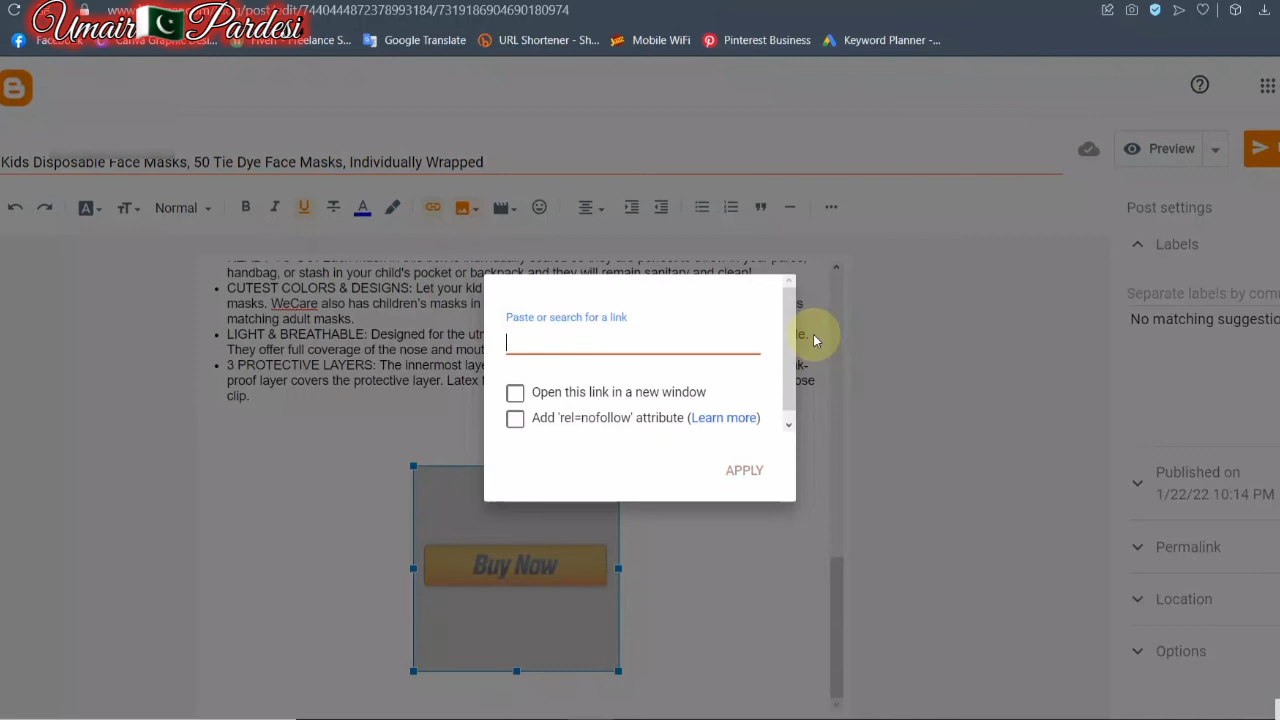 Umair Pardesi
post/edit/7440444872378993184/7319186904690180974
Facebook
Canva Graphic Desi...
Fiverr - Freelance S...
Google Translate
URL Shortener - Sh...
Mobile WiFi
Pinterest Business
Keyword Planner -...
Kids Disposable Face Masks, 50 Tie Dye Face Masks, Individually Wrapped
Preview
Normal
B
Post settings
Labels
handbag, or stash in your child's pocket or backpack and they will remain sanitary and clean!
CUTEST COLORS & DESIGNS: Let your kid
masks. WeCare also has children's masks in
matching adult masks.
LIGHT & BREATHABLE: Designed for the
They offer full coverage of the nose and
3 PROTECTIVE LAYERS: The innermost
proof layer covers the protective layer. Latex
clip.
Paste or search for a link
Open this link in a new window
Add 'rel=nofollow' attribute (Learn more)
APPLY
Buy Now
Separate labels by
No matching
Published on
1/22/22 10:14 PM
Permalink
Location
Options